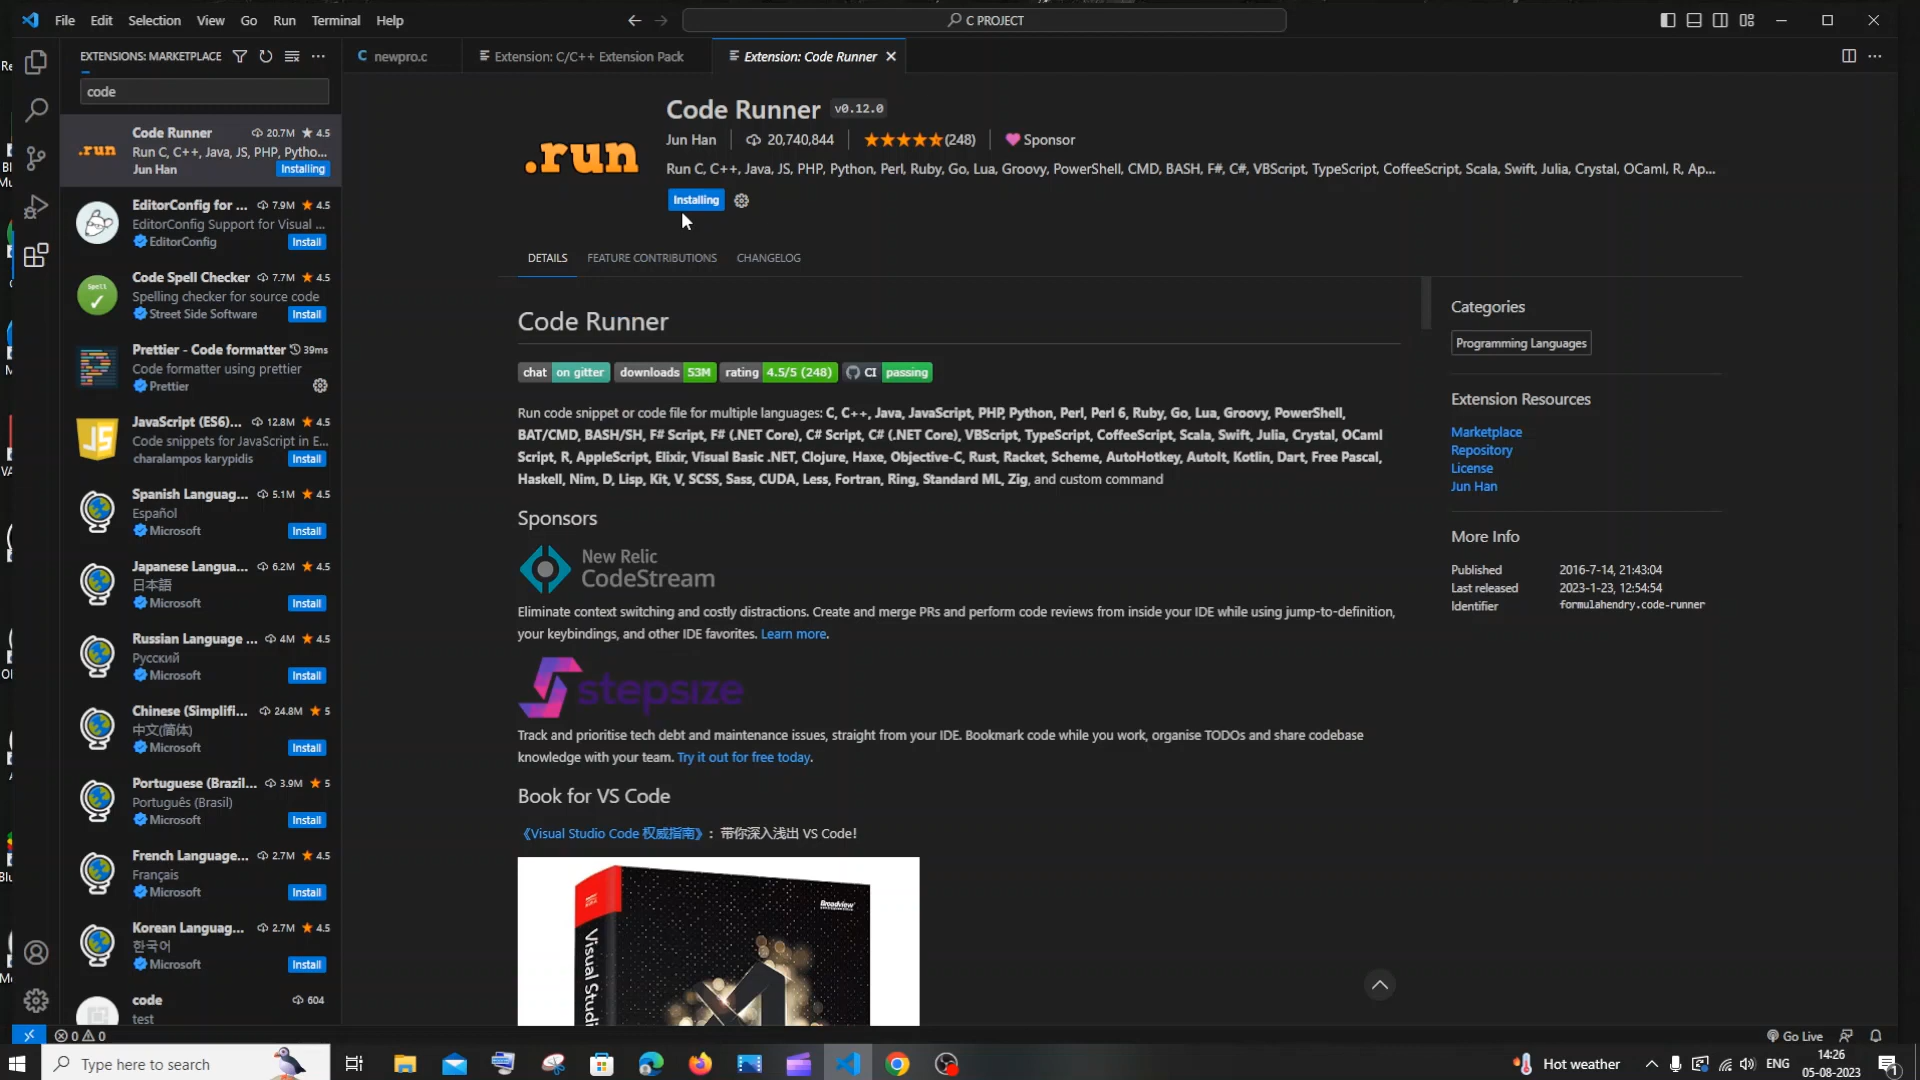 File Edit Selection View Go Run Terminal Help
C PROJECT
EXTENSIONS: MARKETPLACE
code
Code Runner 20.7M 4.5
.run
Run C, C++, Java, JS, PHP, Pytho...
Jun Han Installing
EditorConfig for ... 7.9M 4.5
EditorConfig Support for Visual ...
EditorConfig Install
Code Spell Checker 7.7M 4.5
Spell
Spelling checker for source code
Street Side Software Install
Prettier - Code formatter 39ms
Code formatter using prettier
Prettier
JavaScript (ES6)... 12.8M 4.5
JS
Code snippets for JavaScript in E...
charalampos karypidis Install
Spanish Languag... 5.1M 4.5
Español
Microsoft Install
Japanese Langua... 6.2M 4.5
日本語
Microsoft Install
Russian Language ... 4M 4.5
Русский
Microsoft Install
Chinese (Simplifi... 24.8M 5
中文(简体)
Microsoft Install
Portuguese (Brazil... 3.9M 5
Português (Brasil)
Microsoft Install
French Language... 2.7M 4.5
Français
Microsoft Install
Korean Languag... 2.7M 4.5
한국어
Microsoft Install
code 604
test
C newpro.c
Extension: C/C++ Extension Pack
Extension: Code Runner
.run
Code Runner v0.12.0
Jun Han 20,740,844 (248) Sponsor
Run C, C++, Java, JS, PHP, Python, Perl, Ruby, Go, Lua, Groovy, PowerShell, CMD, BASH, F#, C#, VBScript, TypeScript, CoffeeScript, Scala, Swift, Julia, Crystal, OCaml, R, Ap...
Installing
DETAILS FEATURE CONTRIBUTIONS CHANGELOG
Code Runner
chat on gitter downloads 53M rating 4.5/5 (248) CI passing
Run code snippet or code file for multiple languages: C, C++, Java, JavaScript, PHP, Python, Perl, Perl 6, Ruby, Go, Lua, Groovy, PowerShell,
BAT/CMD, BASH/SH, F# Script, F# (.NET Core), C# Script, C# (.NET Core), VBScript, TypeScript, CoffeeScript, Scala, Swift, Julia, Crystal, OCaml
Script, R, AppleScript, Elixir, Visual Basic .NET, Clojure, Haxe, Objective-C, Rust, Racket, Scheme, AutoHotkey, AutoIt, Kotlin, Dart, Free Pascal,
Haskell, Nim, D, Lisp, Kit, V, SCSS, Sass, CUDA, Less, Fortran, Ring, Standard ML, Zig, and custom command
Sponsors
New Relic
CodeStream
Eliminate context switching and costly distractions. Create and merge PRs and perform code reviews from inside your IDE while using jump-to-definition,
your keybindings, and other IDE favorites. Learn more.
stepsize
Track and prioritise tech debt and maintenance issues, straight from your IDE. Bookmark code while you work, organise TODOs and share codebase
knowledge with your team. Try it out for free today.
Book for VS Code
《Visual Studio Code 权威指南》：带你深入浅出 VS Code!
Broadview
Visual Studi
Categories
Programming Languages
Extension Resources
Marketplace
Repository
License
Jun Han
More Info
Published 2016-7-14, 21:43:04
Last released 2023-1-23, 12:54:54
Identifier formulahendry.code-runner
0 0
Go Live
Type here to search
Hot weather
ENG
14:26
05-08-2023
1